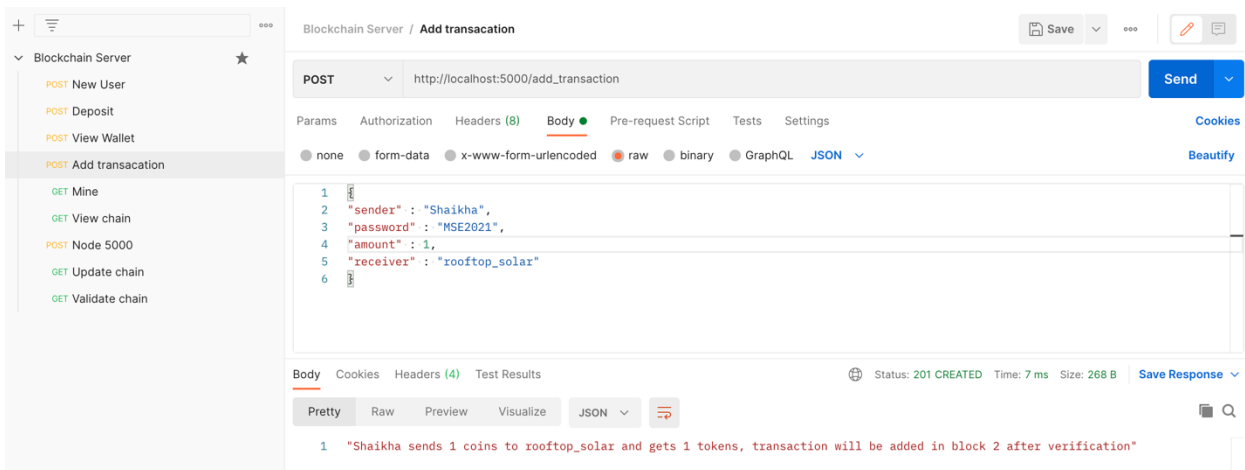 Blockchain Server / Add transacation
Save
Blockchain Server
POST New User
POST Deposit
POST View Wallet
POST Add transacation
GET Mine
GET View chain
POST Node 5000
GET Update chain
GET Validate chain
POST http://localhost:5000/add_transaction Send
Params Authorization Headers (8) Body Pre-request Script Tests Settings Cookies
none form-data x-www-form-urlencoded raw binary GraphQL JSON Beautify
1 {
2 "sender" : "Shaikha",
3 "password" : "MSE2021",
4 "amount" : 1,
5 "receiver" : "rooftop_solar"
6 }
Body Cookies Headers (4) Test Results Status: 201 CREATED Time: 7 ms Size: 268 B Save Response
Pretty Raw Preview Visualize JSON
1 "Shaikha sends 1 coins to rooftop_solar and gets 1 tokens, transaction will be added in block 2 after verification"